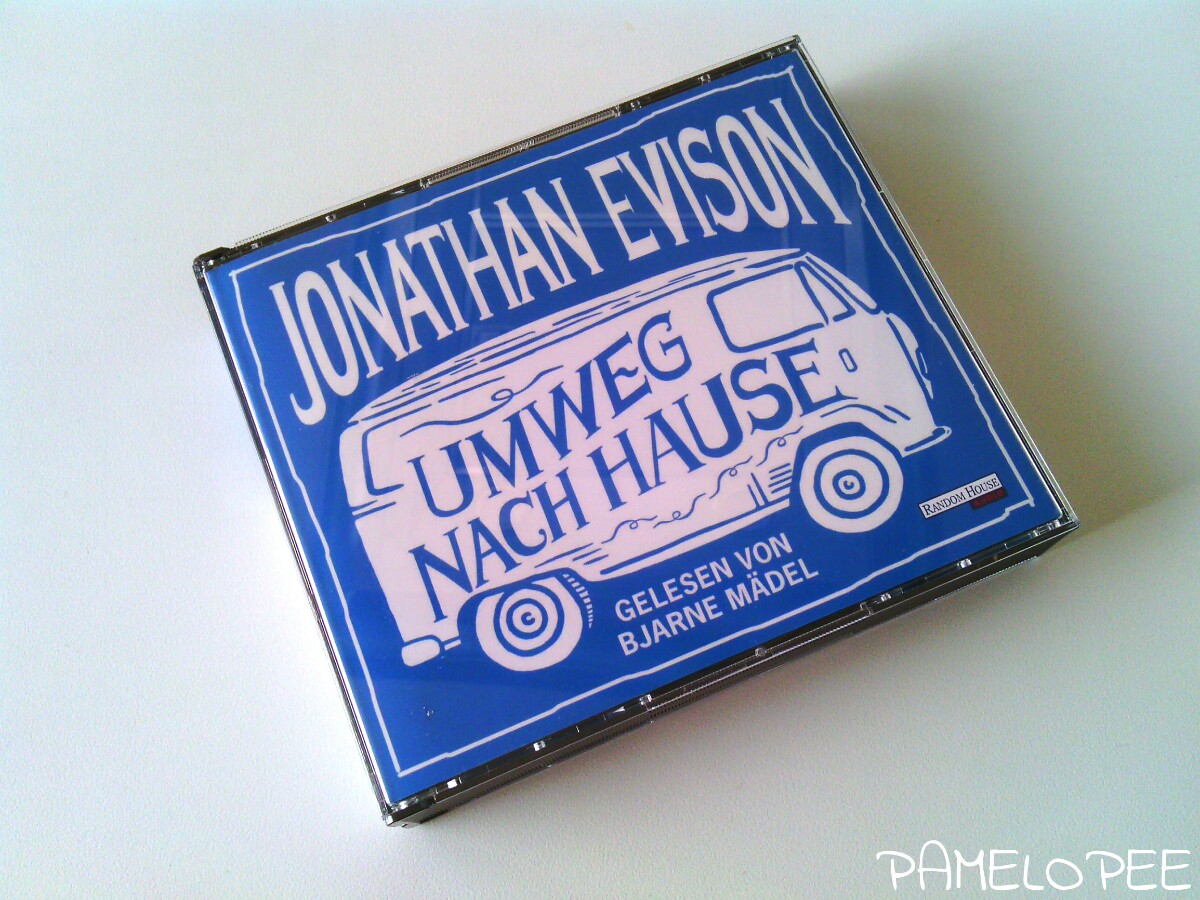 JONATHAN EVISON
UMWEG
NACH HAUSE
GELESEN VON
BJARNE MÄDEL
RANDOM HOUSE
PAMELOPEE